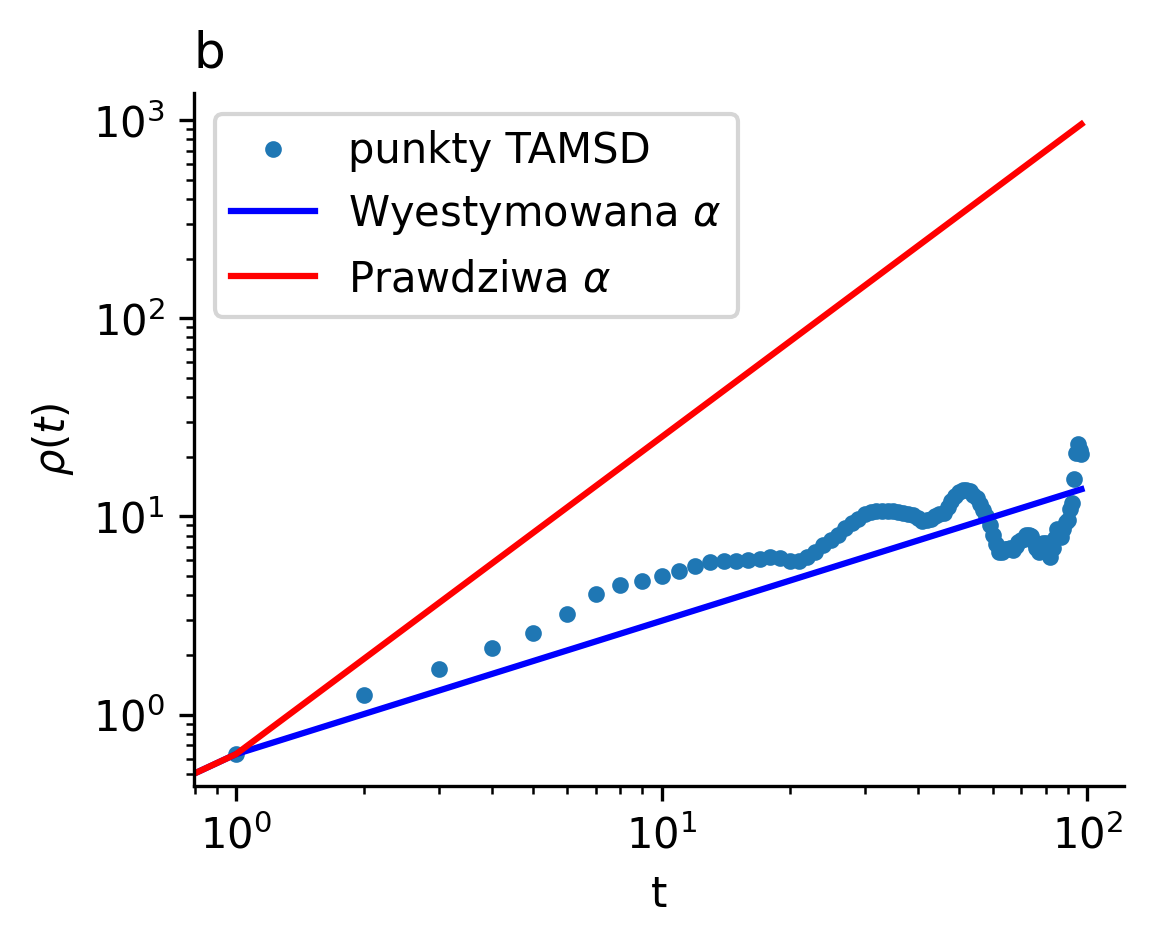 b
10³
10²
10¹
10⁰
ρ(t)
punkty TAMSD
Wyestymowana α
Prawdziwa α
10⁰
10¹
10²
t